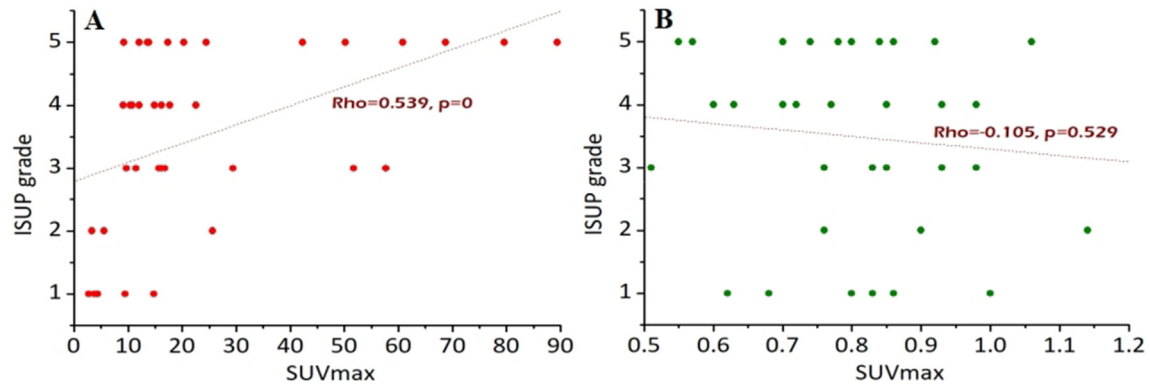 A
5
4
3
2
1
ISUP grade
Rho=0.539, p=0
0 10 20 30 40 50 60 70 80 90
SUVmax
B
5
4
3
2
1
ISUP grade
Rho=-0.105, p=0.529
0.5 0.6 0.7 0.8 0.9 1.0 1.1 1.2
SUVmax